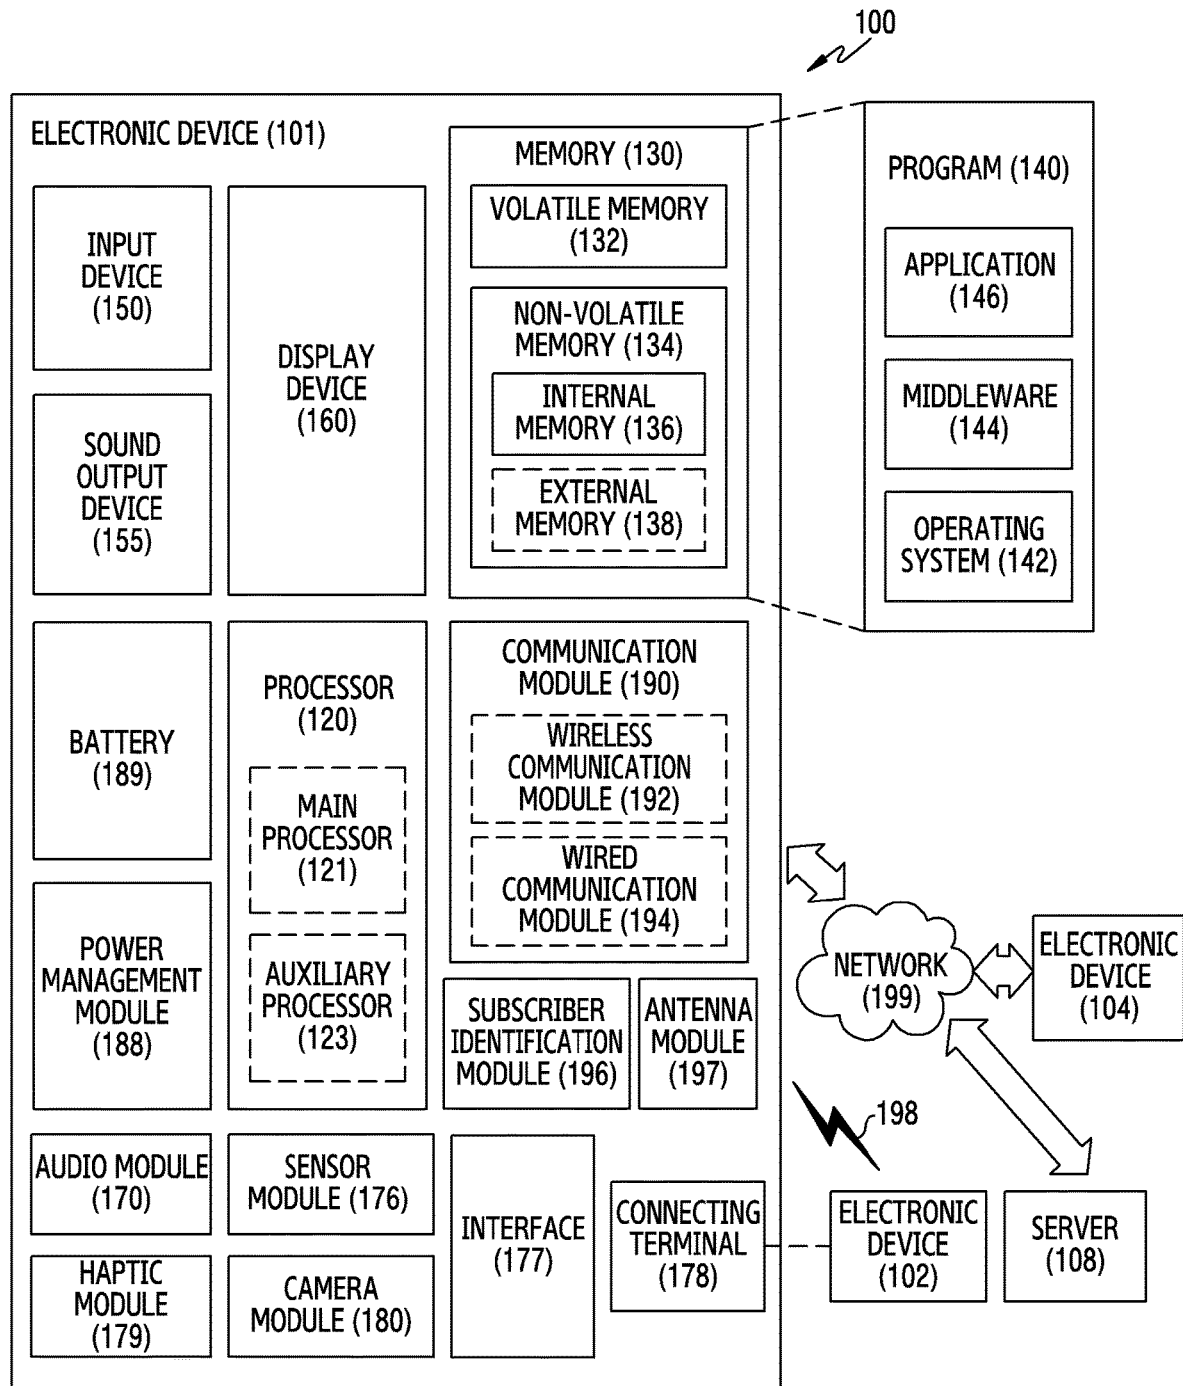 100
ELECTRONIC DEVICE (101)
INPUT
DEVICE
(150)
SOUND
OUTPUT
DEVICE
(155)
DISPLAY
DEVICE
(160)
MEMORY (130)
VOLATILE MEMORY
(132)
NON-VOLATILE
MEMORY (134)
INTERNAL
MEMORY (136)
EXTERNAL
MEMORY (138)
PROGRAM (140)
APPLICATION
(146)
MIDDLEWARE
(144)
OPERATING
SYSTEM (142)
BATTERY
(189)
POWER
MANAGEMENT
MODULE
(188)
PROCESSOR
(120)
MAIN
PROCESSOR
(121)
AUXILIARY
PROCESSOR
(123)
COMMUNICATION
MODULE (190)
WIRELESS
COMMUNICATION
MODULE (192)
WIRED
COMMUNICATION
MODULE (194)
SUBSCRIBER
IDENTIFICATION
MODULE (196)
ANTENNA
MODULE
(197)
NETWORK
(199)
ELECTRONIC
DEVICE
(104)
198
AUDIO MODULE
(170)
SENSOR
MODULE (176)
HAPTIC
MODULE
(179)
CAMERA
MODULE (180)
INTERFACE
(177)
CONNECTING
TERMINAL
(178)
ELECTRONIC
DEVICE
(102)
SERVER
(108)